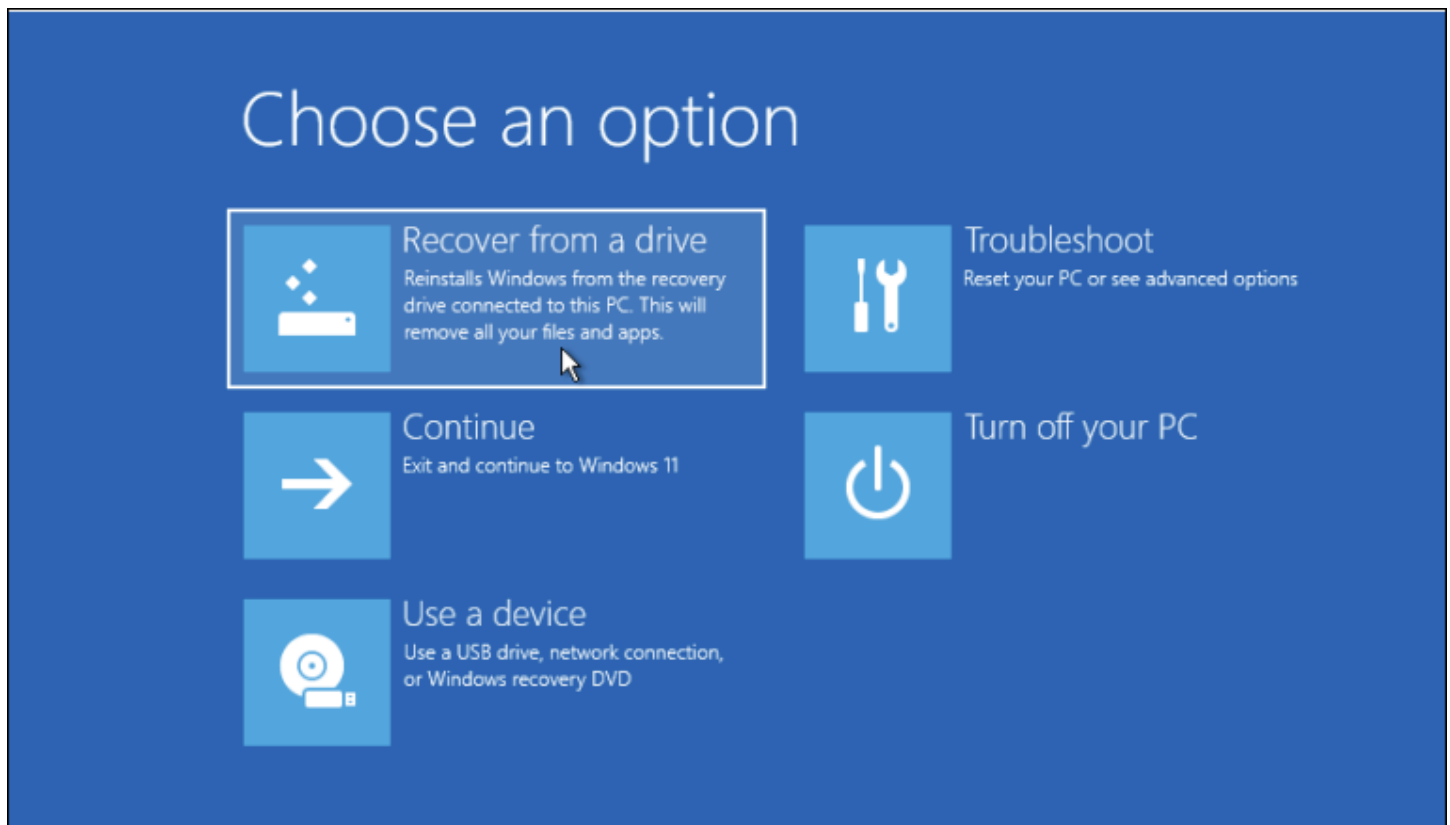 Choose an option
Recover from a drive
Reinstalls Windows from the recovery
drive connected to this PC. This will
remove all your files and apps.
Troubleshoot
Reset your PC or see advanced options
Continue
Exit and continue to Windows 11
Turn off your PC
Use a device
Use a USB drive, network connection,
or Windows recovery DVD